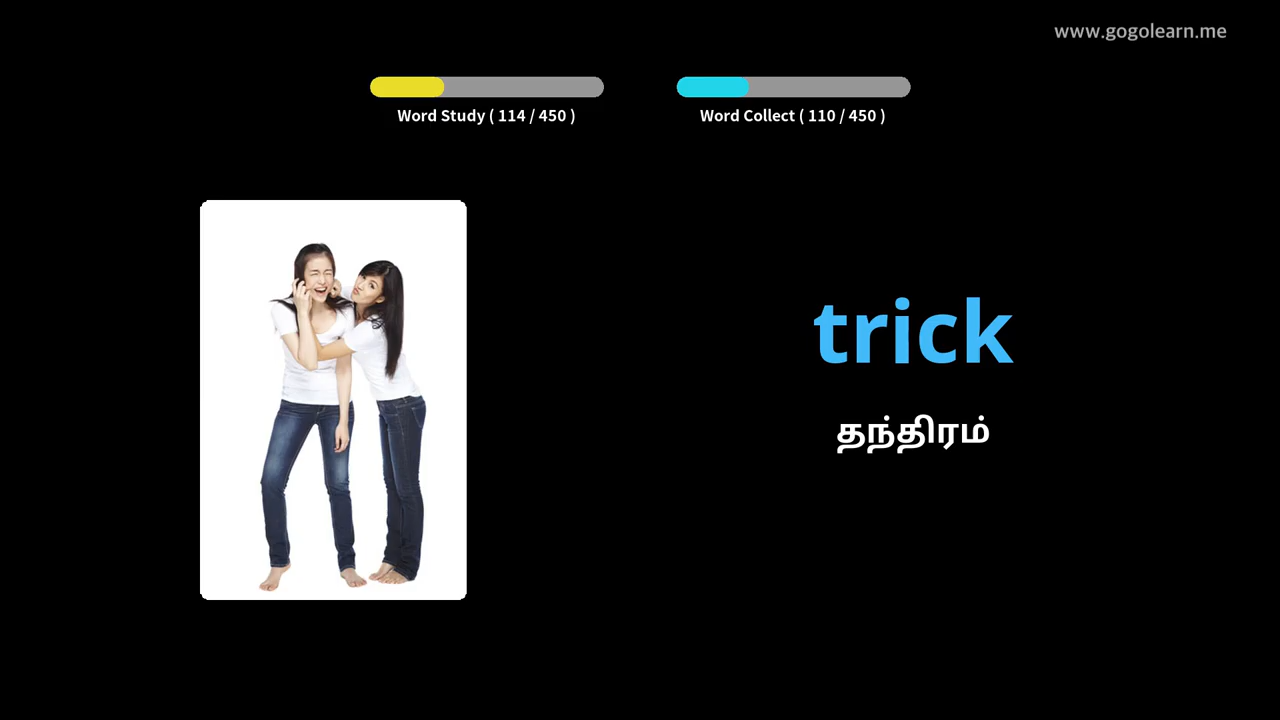 www.gogolearn.me
Word Study ( 114 / 450 )
Word Collect ( 110 / 450 )
trick
தந்திரம்